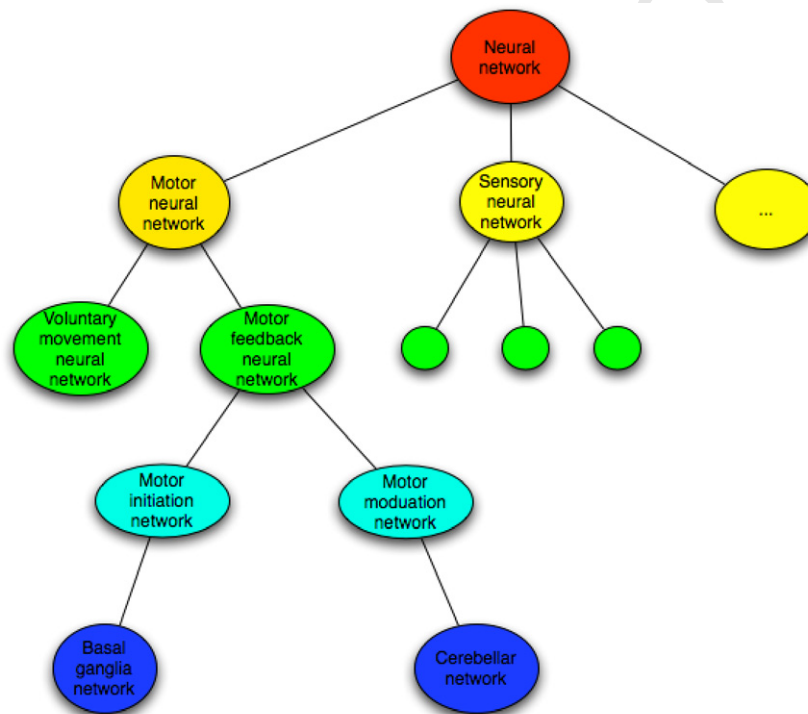 Neural
network
Motor
neural
network
Sensory
neural
network
...
Voluntary
movement
neural
network
Motor
feedback
neural
network
Motor
initiation
network
Motor
moduation
network
Basal
ganglia
network
Cerebellar
network